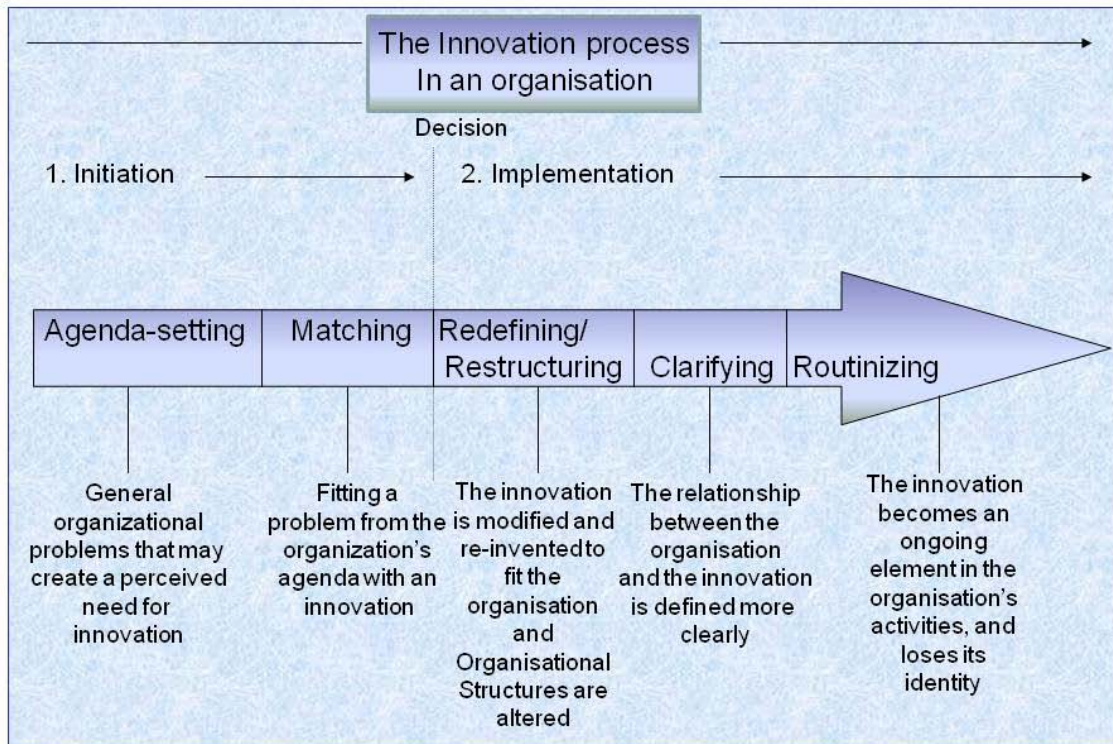 The Innovation process
In an organisation
Decision
1. Initiation
2. Implementation
Agenda-setting
Matching
Redefining/
Restructuring
Clarifying
Routinizing
General
organizational
problems that may
create a perceived
need for
innovation
Fitting a
problem from the
organization's
agenda with an
innovation
The innovation
is modified and
re-invented to
fit the
organisation
and
Organisational
Structures are
altered
The relationship
between the
organisation
and the innovation
is defined more
clearly
The innovation
becomes an
ongoing
element in the
organisation's
activities, and
loses its
identity